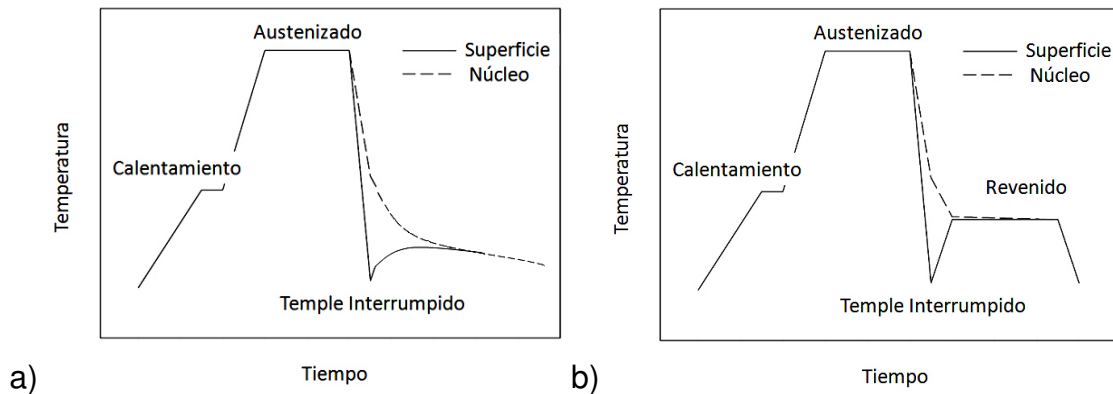 Austenizado
Superficie
Núcleo
Calentamiento
Temperatura
Temple Interrumpido
Tiempo
a)
Austenizado
Superficie
Núcleo
Calentamiento
Revenido
Temperatura
Temple Interrumpido
Tiempo
b)